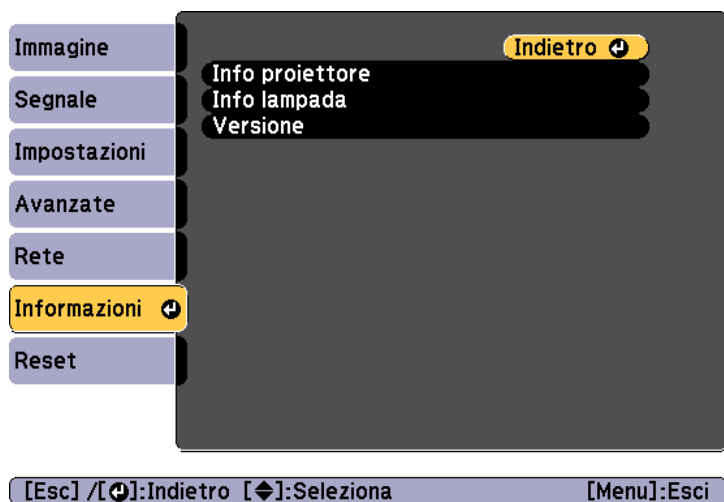 Immagine
Segnale
Impostazioni
Avanzate
Rete
Informazioni
Reset
Indietro
Info proiettore
Info lampada
Versione
[Esc] /[⏎]:Indietro [◆]:Seleziona [Menu]:Esci